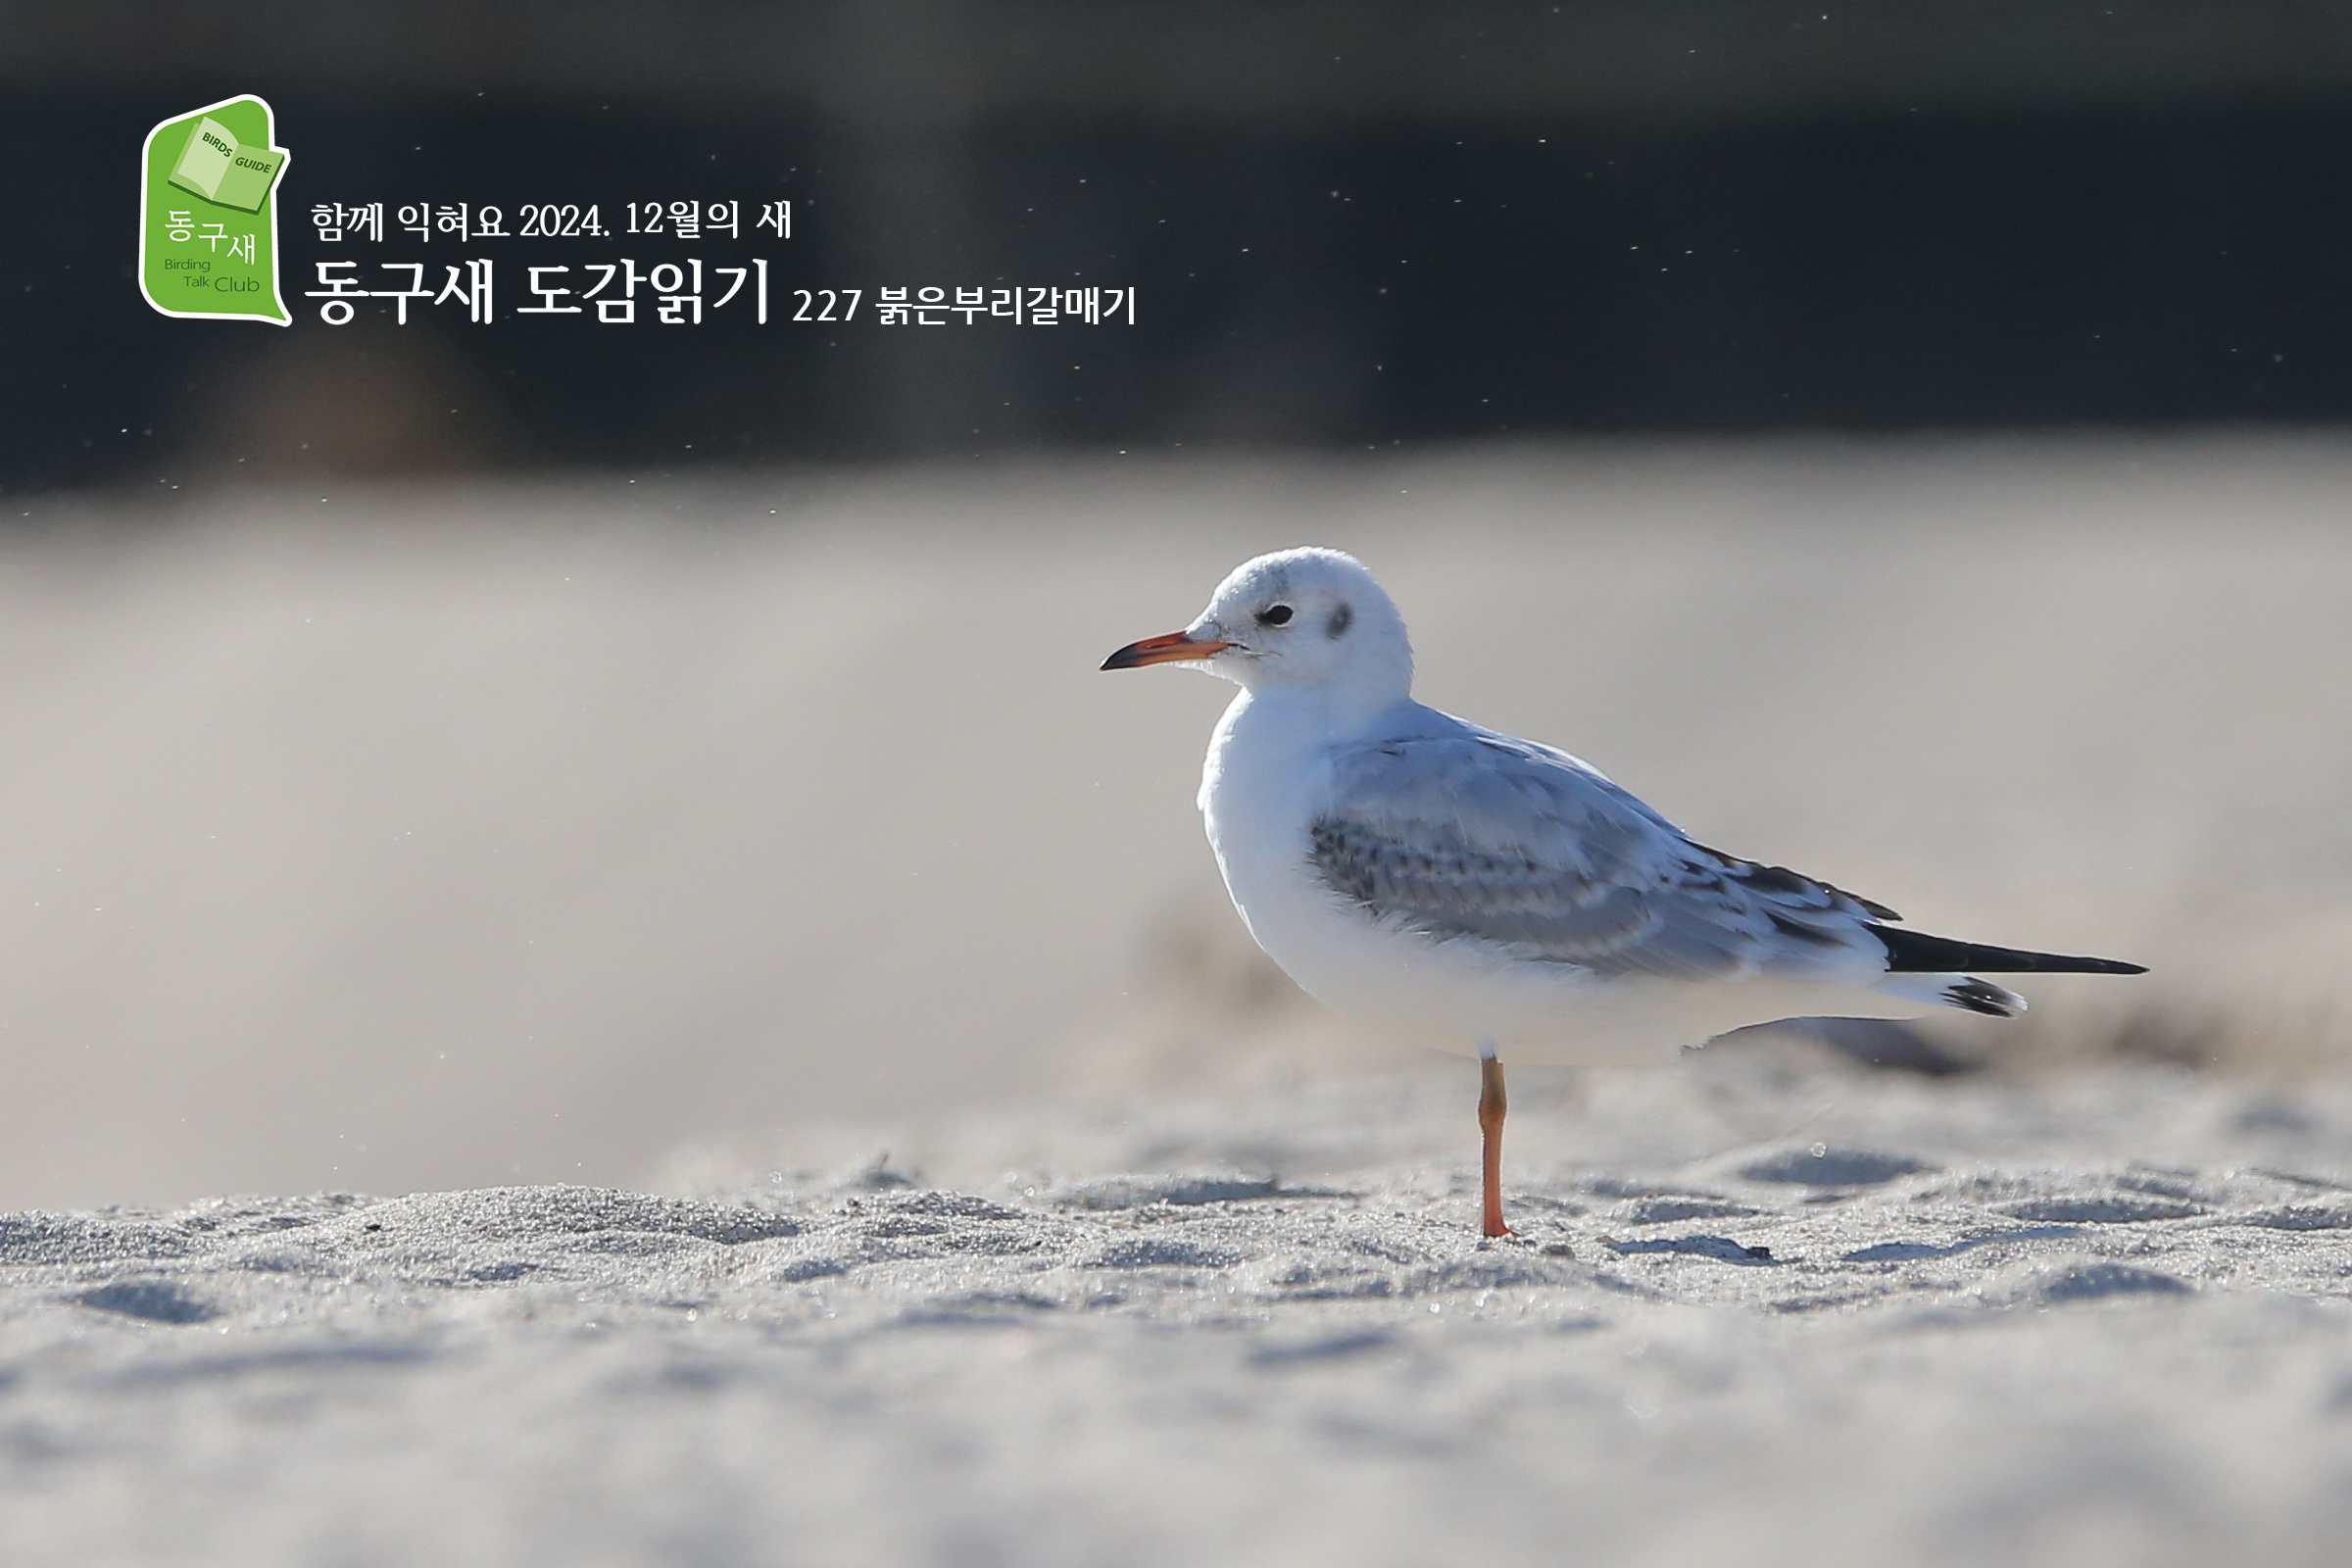 BIRDS GUIDE
동구새
Birding
Talk Club
함께 익혀요 2024. 12월의 새
동구새 도감읽기 227 붉은부리갈매기